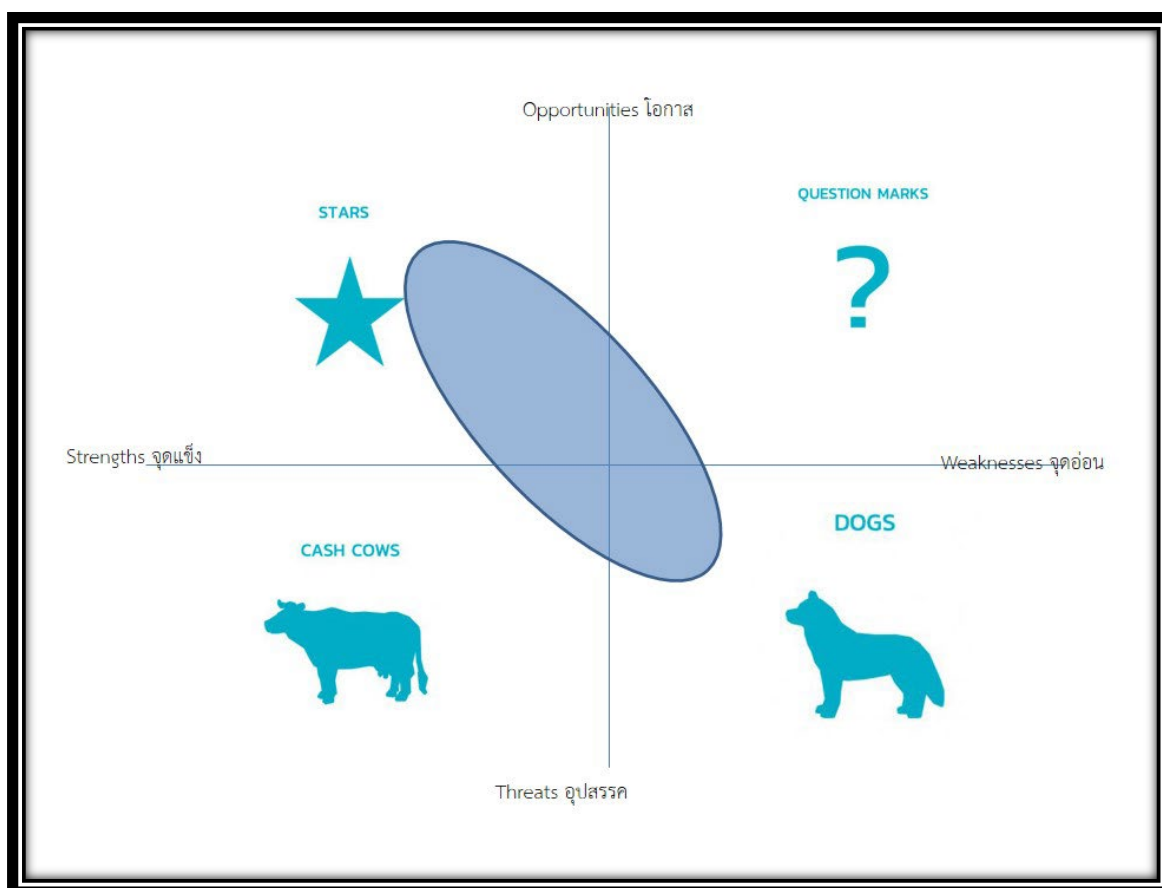 Opportunities โอกาส
QUESTION MARKS
STARS
?
Strengths จุดแข็ง
Weaknesses จุดอ่อน
DOGS
CASH COWS
Threats อุปสรรค